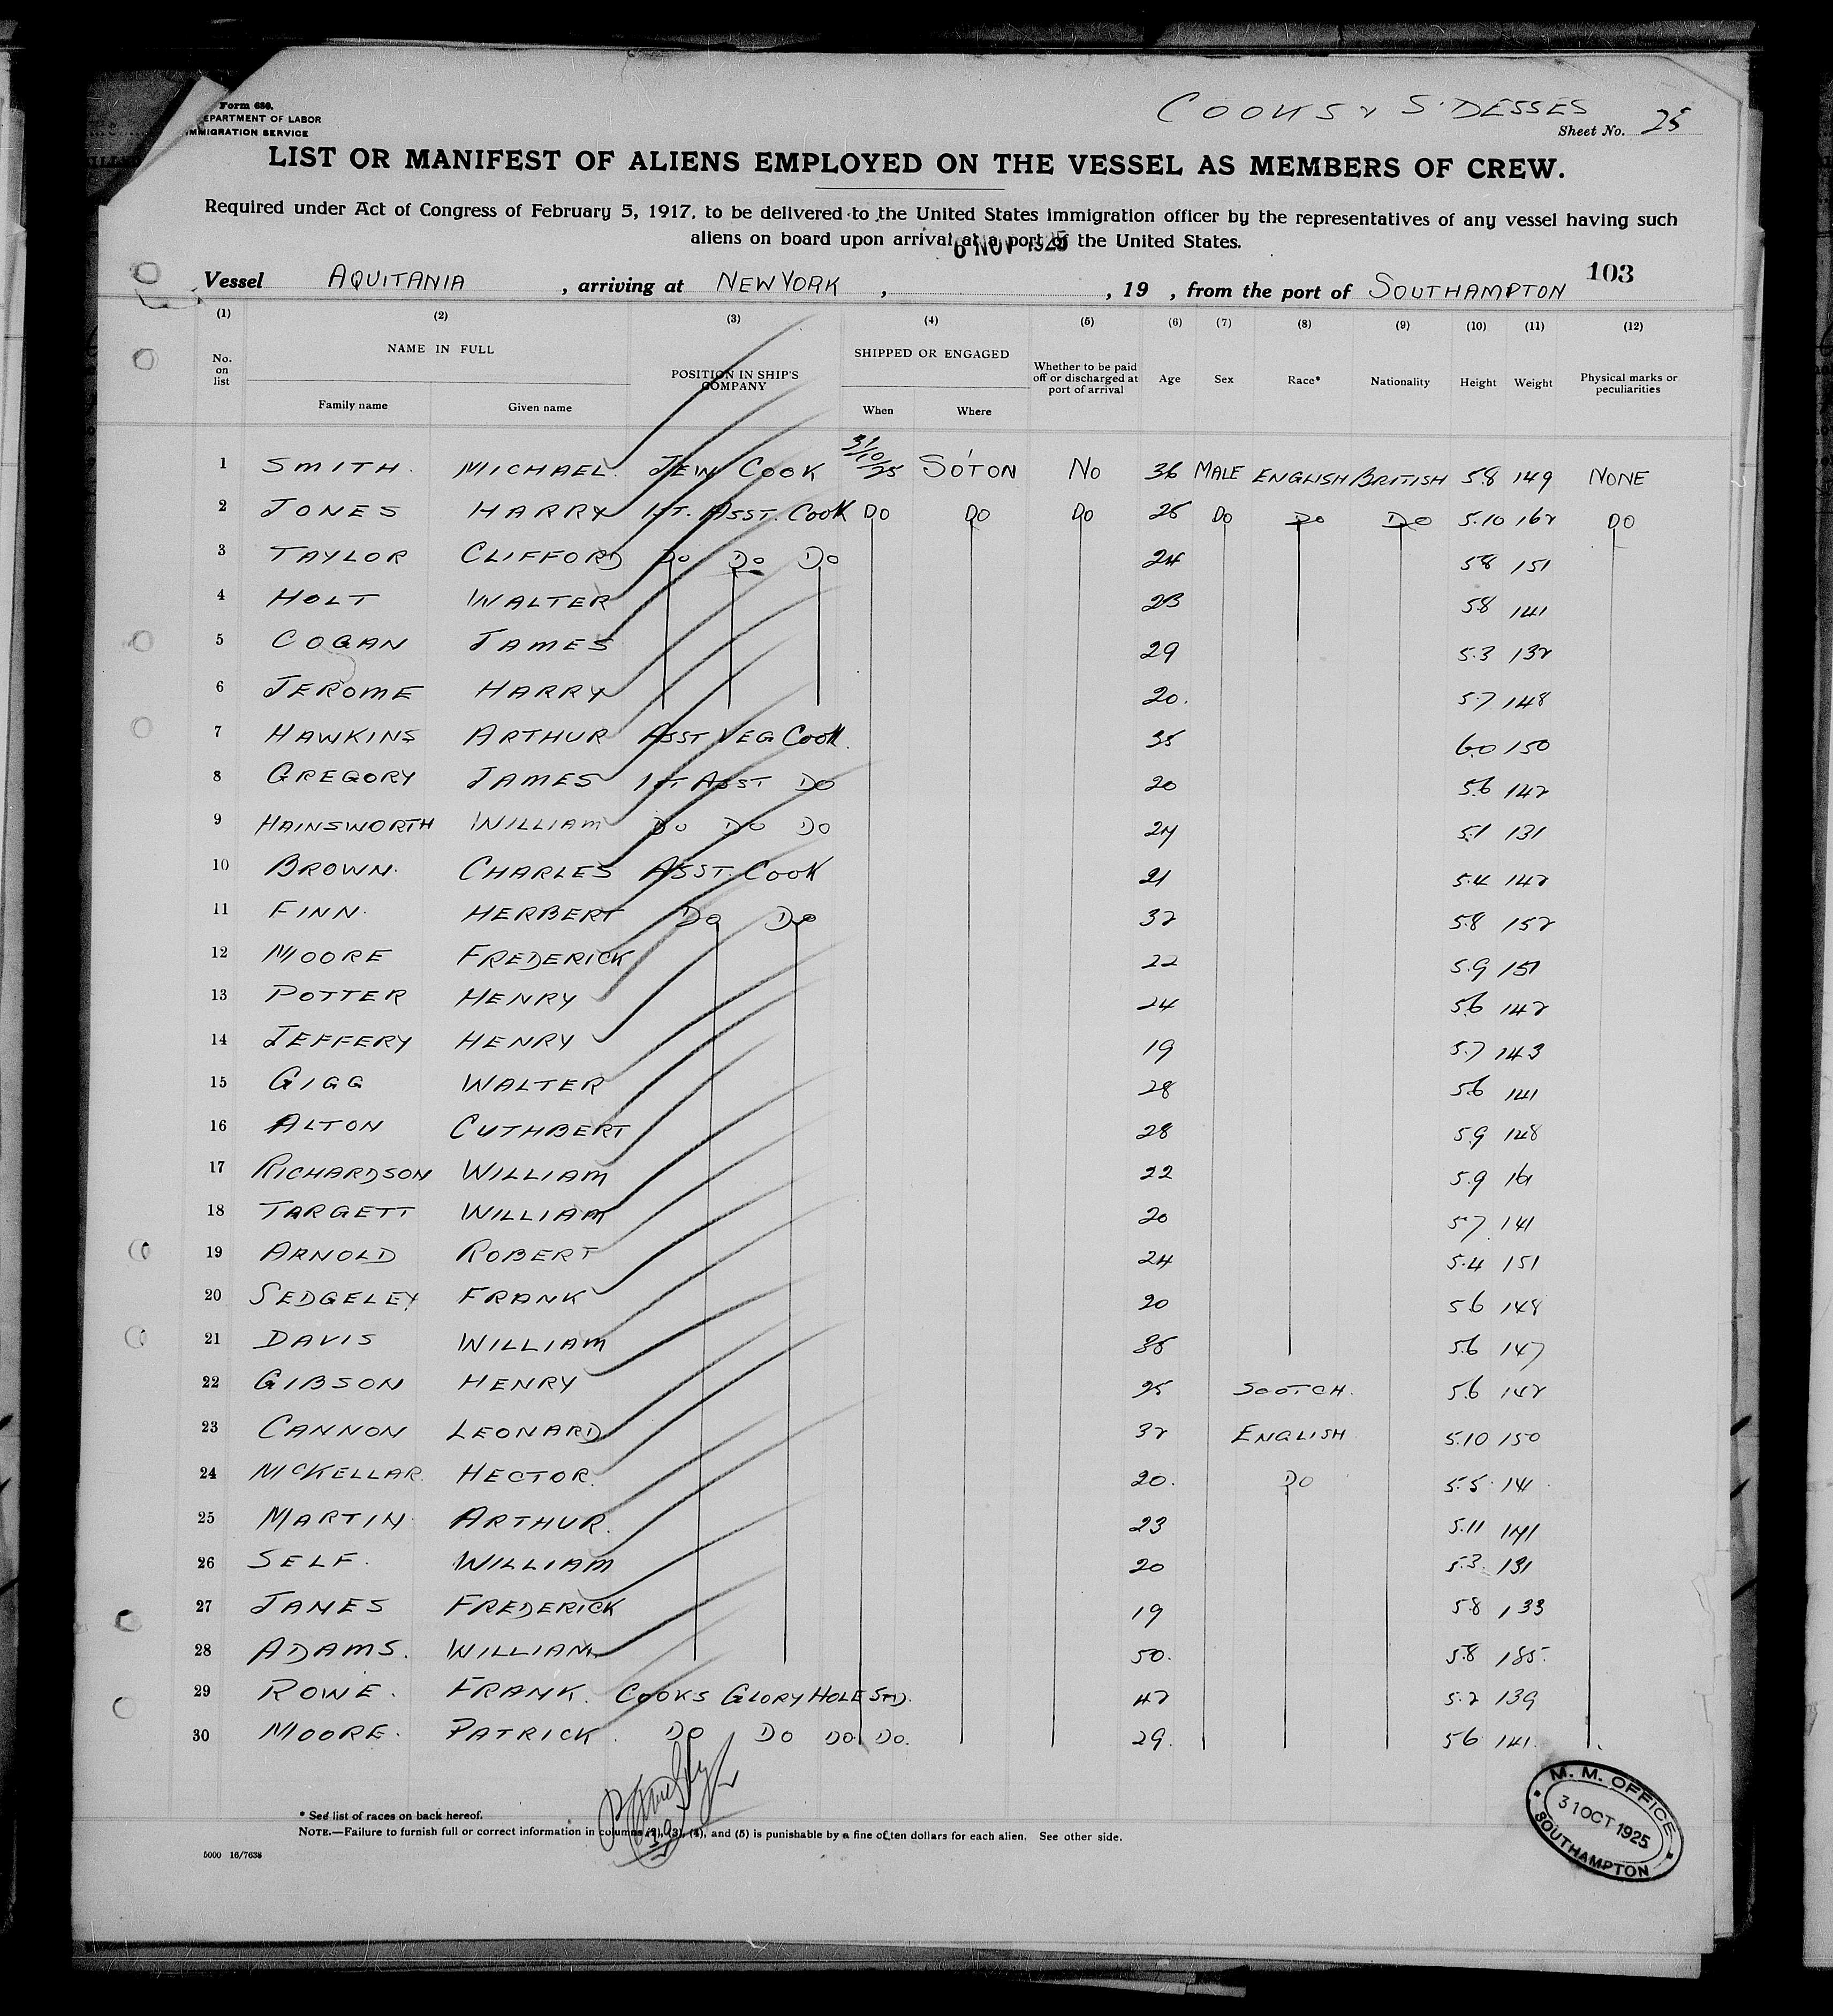 Form 680.
DEPARTMENT OF LABOR
IMMIGRATION SERVICE
COOKS & S'DESSES
Sheet No. 25
LIST OR MANIFEST OF ALIENS EMPLOYED ON THE VESSEL AS MEMBERS OF CREW.
Required under Act of Congress of February 5, 1917, to be delivered to the United States immigration officer by the representatives of any vessel having such
aliens on board upon arrival at a port of the United States.
6 NOV 1925
103
Vessel AQUITANIA, arriving at NEW YORK, , 19 , from the port of SOUTHAMPTON
(1) (2) (3) (4) (5) (6) (7) (8) (9) (10) (11) (12)
No. on list NAME IN FULL Family name Given name POSITION IN SHIP'S COMPANY SHIPPED OR ENGAGED When Where Whether to be paid off or discharged at port of arrival Age Sex Race* Nationality Height Weight Physical marks or peculiarities
1 SMITH. MICHAEL. JEW COOK 31/10/25 SO'TON NO 36 MALE ENGLISH BRITISH 5.8 149 NONE
2 JONES HARRY 1ST. ASST. COOK DO DO DO 26 DO DO DO 5.10 162 DO
3 TAYLOR CLIFFORD DO DO DO 24 5.8 151
4 HOLT WALTER 23 5.8 141
5 COGAN JAMES 29 5.3 132
6 JEROME HARRY 20. 5.7 148
7 HAWKINS ARTHUR ASST VEG COOK. 35 6.0 150
8 GREGORY JAMES 1ST ASST DO 20 5.6 142
9 HAINSWORTH WILLIAM DO DO DO 24 5.1 131
10 BROWN. CHARLES ASST. COOK 21 5.4 142
11 FINN. HERBERT DO DO 32 5.8 152
12 MOORE FREDERICK 22 5.9 151
13 POTTER HENRY 24 5.6 142
14 JEFFERY HENRY 19 5.7 143
15 GIGG WALTER 28 5.6 141
16 ALTON CUTHBERT 28 5.9 148
17 RICHARDSON WILLIAM 22 5.9 161
18 TARGETT WILLIAM 20 5.7. 141
19 ARNOLD ROBERT 24 5.4 151
20 SEDGELEY FRANK 20 5.6 148
21 DAVIS WILLIAM 35 5.6 147
22 GIBSON HENRY 25 SCOTCH. 5.6 142
23 CANNON LEONARD 32 ENGLISH 5.10 150
24 McKELLAR. HECTOR. 20. DO 5.5 141
25 MARTIN ARTHUR. 23 5.11 141
26 SELF. WILLIAM 20 5.3. 131
27 JAMES FREDERICK 19 5.8 133
28 ADAMS. WILLIAM 50. 5.8 185.
29 ROWE. FRANK. COOKS GLORY HOLE STD. 42 5.2 139
30 MOORE. PATRICK. DO DO DO DO. 29. 5.6 141.
* See list of races on back hereof.
NOTE.—Failure to furnish full or correct information in columns (2), (3), (4), and (5) is punishable by a fine of ten dollars for each alien. See other side.
5000 16/7638
M. M. OFFICE
31 OCT 1925
SOUTHAMPTON